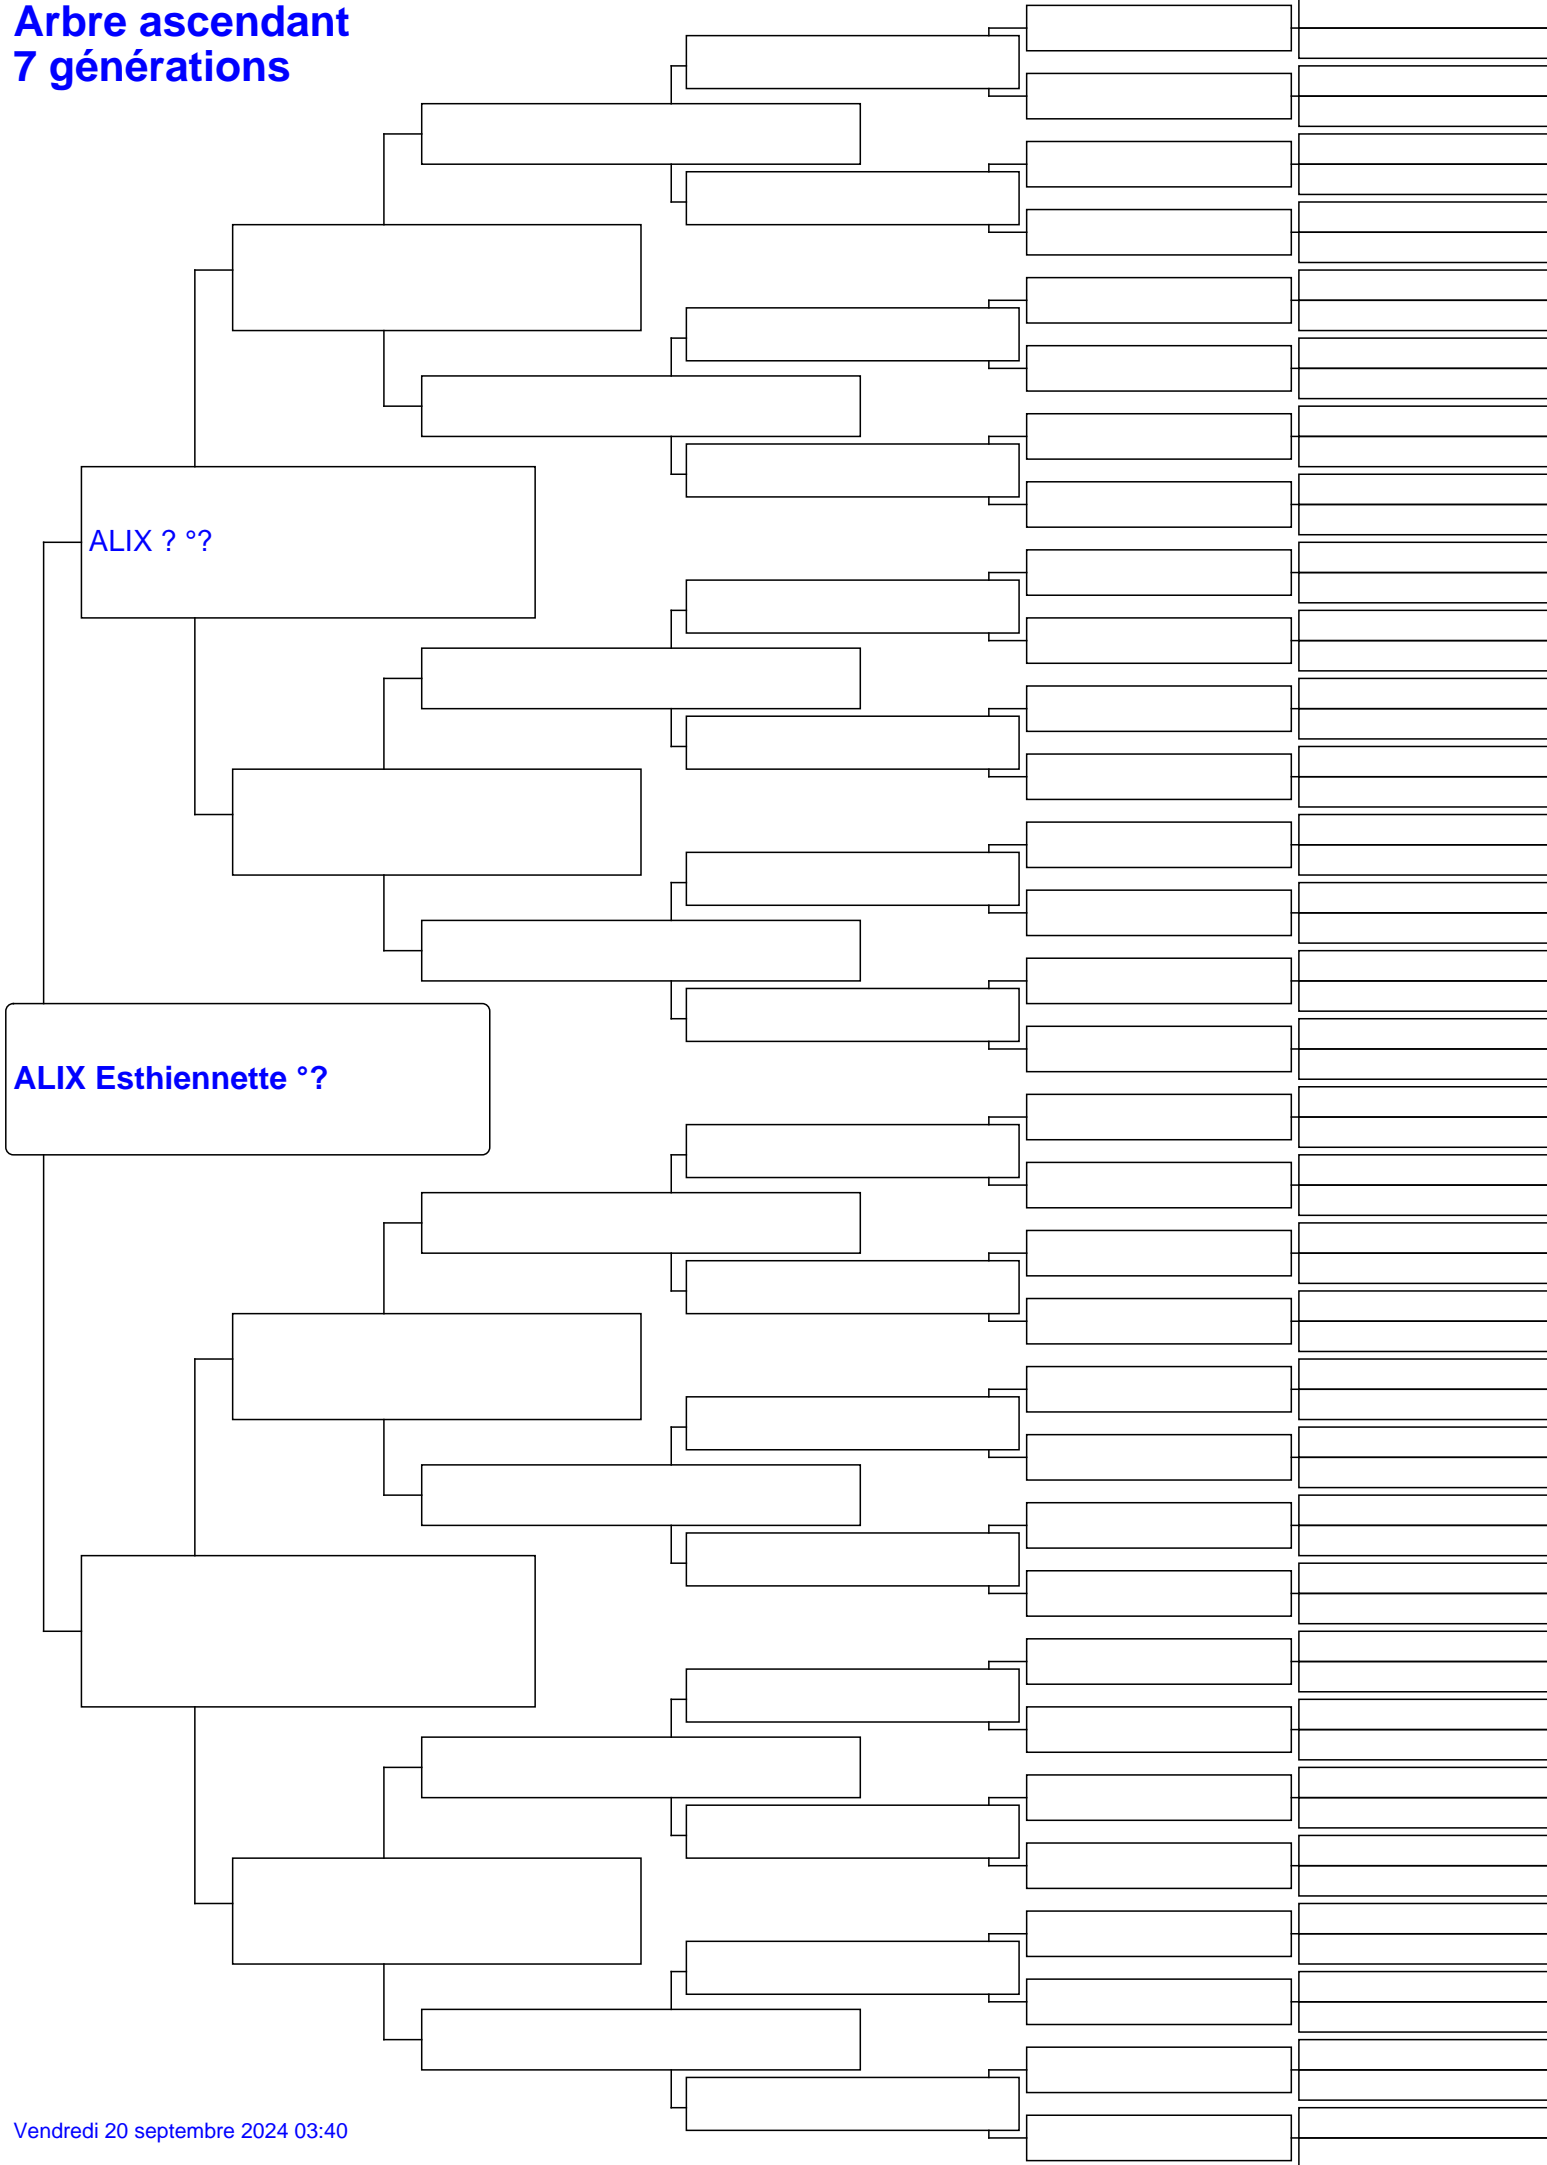 Arbre ascendant
7 générations
ALIX ? °?
ALIX Esthiennette °?
Vendredi 20 septembre 2024 03:40